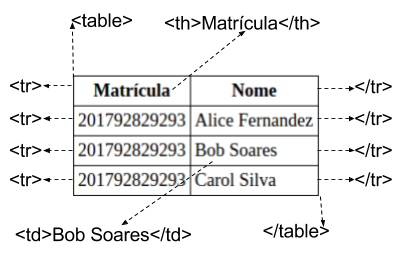 <table> <th>Matrícula</th>
<tr> Matrícula Nome </tr>
<tr> 201792829293 Alice Fernandez </tr>
<tr> 201792829293 Bob Soares </tr>
<tr> 201792829293 Carol Silva </tr>
<td>Bob Soares</td> </table>